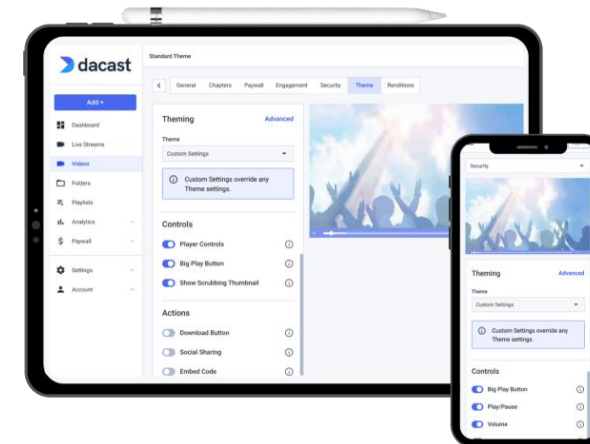 dacast
Add +
Dashboard
Live Streams
Videos
Folders
Playlists
Analytics
Paywall
Settings
Account
Standard Theme
General Chapters Paywall Engagement Security Theme Renditions
Theming Advanced
Theme
Custom Settings
Custom Settings override any
Theme settings.
Controls
Player Controls
Big Play Button
Show Scrubbing Thumbnail
Actions
Download Button
Social Sharing
Embed Code
Security
Theming Advanced
Theme
Custom Settings
Custom Settings override any
Theme settings.
Controls
Big Play Button
Play/Pause
Volume